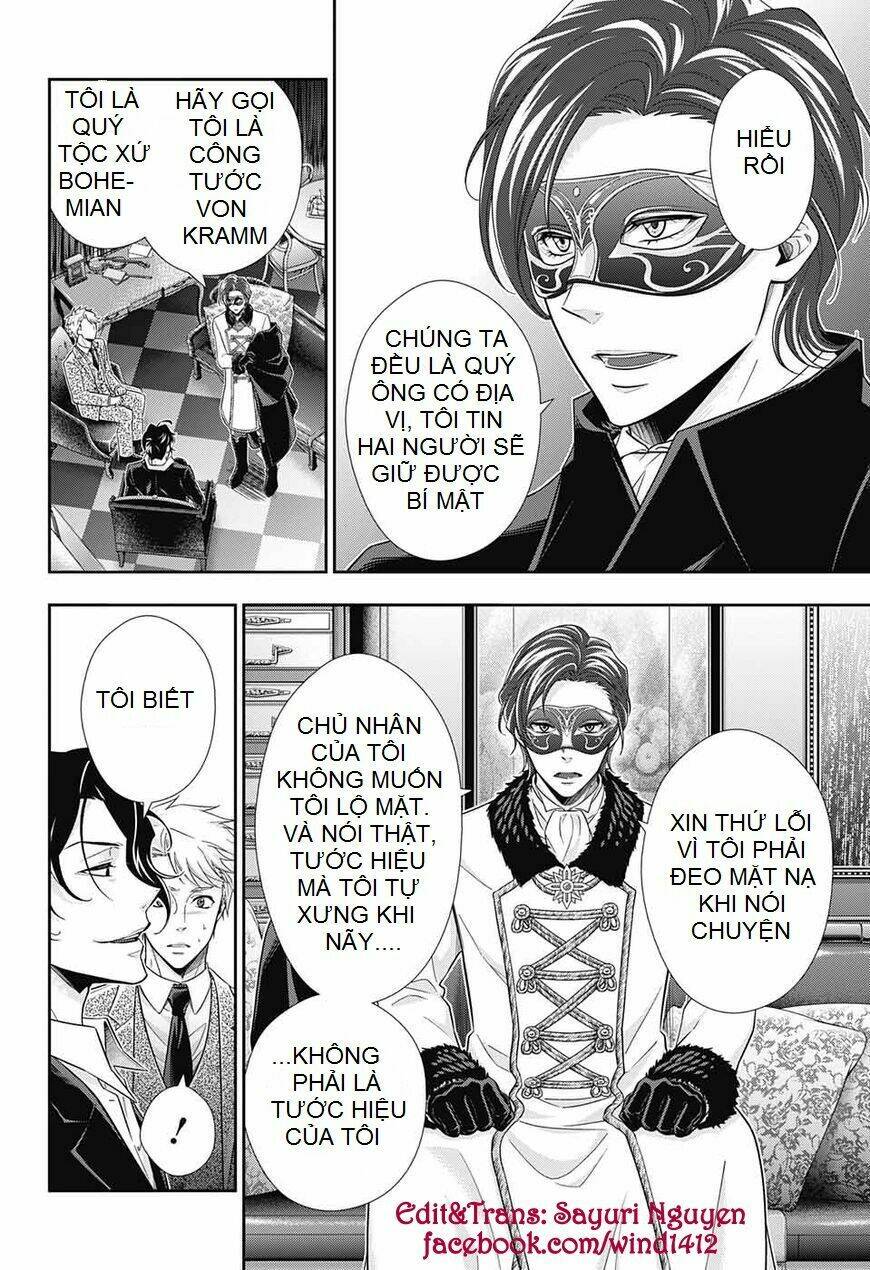 HIỂU
RỒI
CHÚNG TA
ĐỀU LÀ QUÝ
ÔNG CÓ ĐỊA
VỊ, TÔI TIN
HAI NGƯỜI SẼ
GIỮ ĐƯỢC
BÍ MẬT
HÃY GỌI
TÔI LÀ
CÔNG
TƯỚC
VON
KRAMM
TÔI LÀ
QUÝ
TỘC XỨ
BOHE-
MIAN
XIN THỨ LỖI
VÌ TÔI PHẢI
ĐEO MẶT NẠ
KHI NÓI
CHUYỆN
CHỦ NHÂN
CỦA TÔI
KHÔNG MUỐN
TÔI LỘ MẶT.
VÀ NÓI THẬT,
TƯỚC HIỆU
MÀ TÔI TỰ
XƯNG KHI
NÃY....
...KHÔNG
PHẢI LÀ
TƯỚC HIỆU
CỦA TÔI
TÔI BIẾT
!
Edit&Trans: Sayuri Nguyen
facebook.com/wind1412